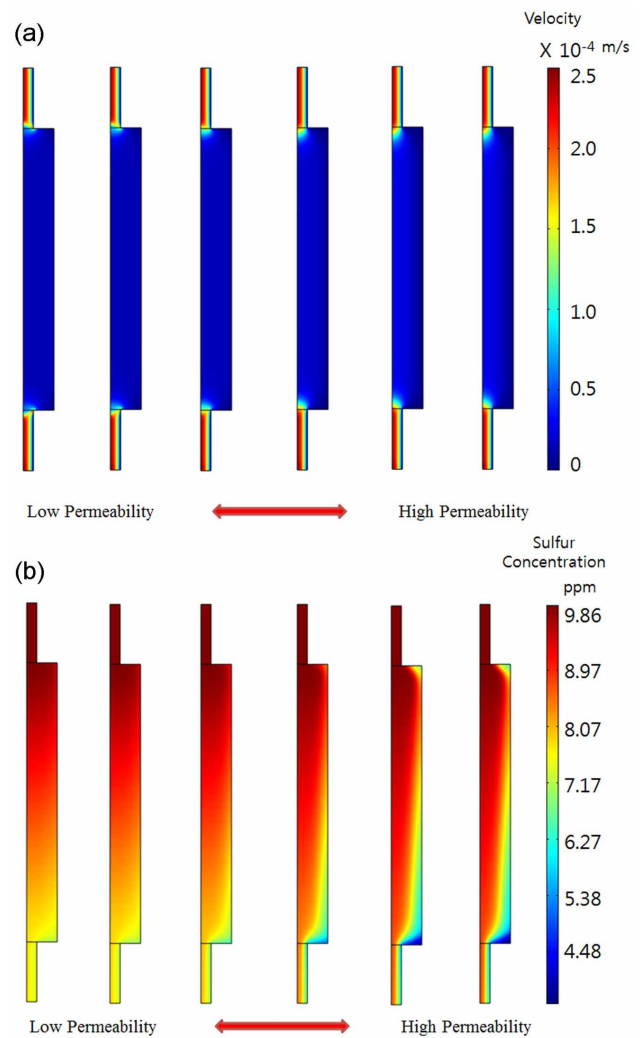 (a)
Velocity
X 10-4 m/s
2.5
2.0
1.5
1.0
0.5
0
Low Permeability
High Permeability
(b)
Sulfur
Concentration
ppm
9.86
8.97
8.07
7.17
6.27
5.38
4.48
Low Permeability
High Permeability